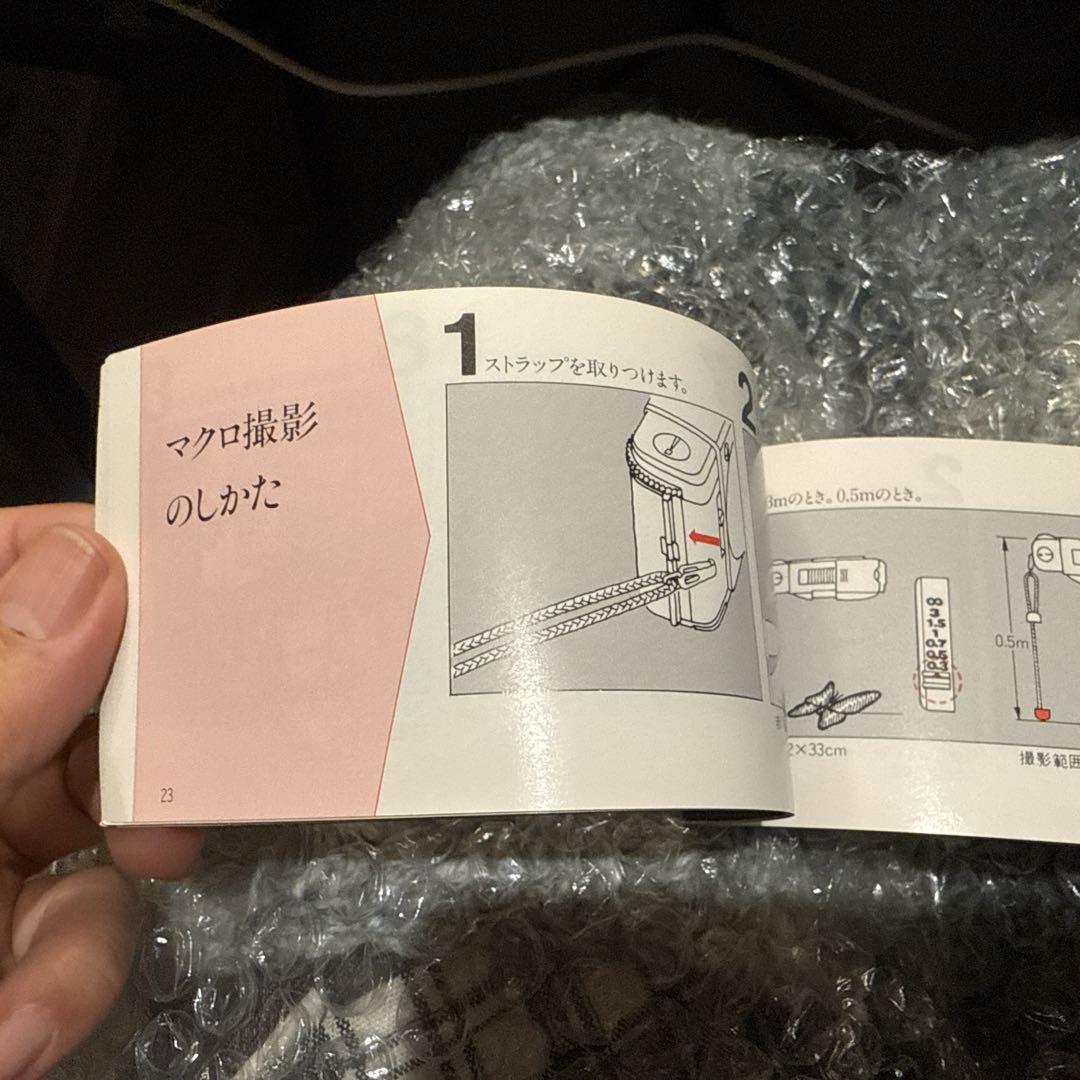 マクロ撮影
のしかた
1
ストラップを取りつけます。
2
23
3mのとき。0.5mのとき。
∞
3
1.5
1
0.7
0.5
0.3
0.5m
2×33cm
撮影範囲